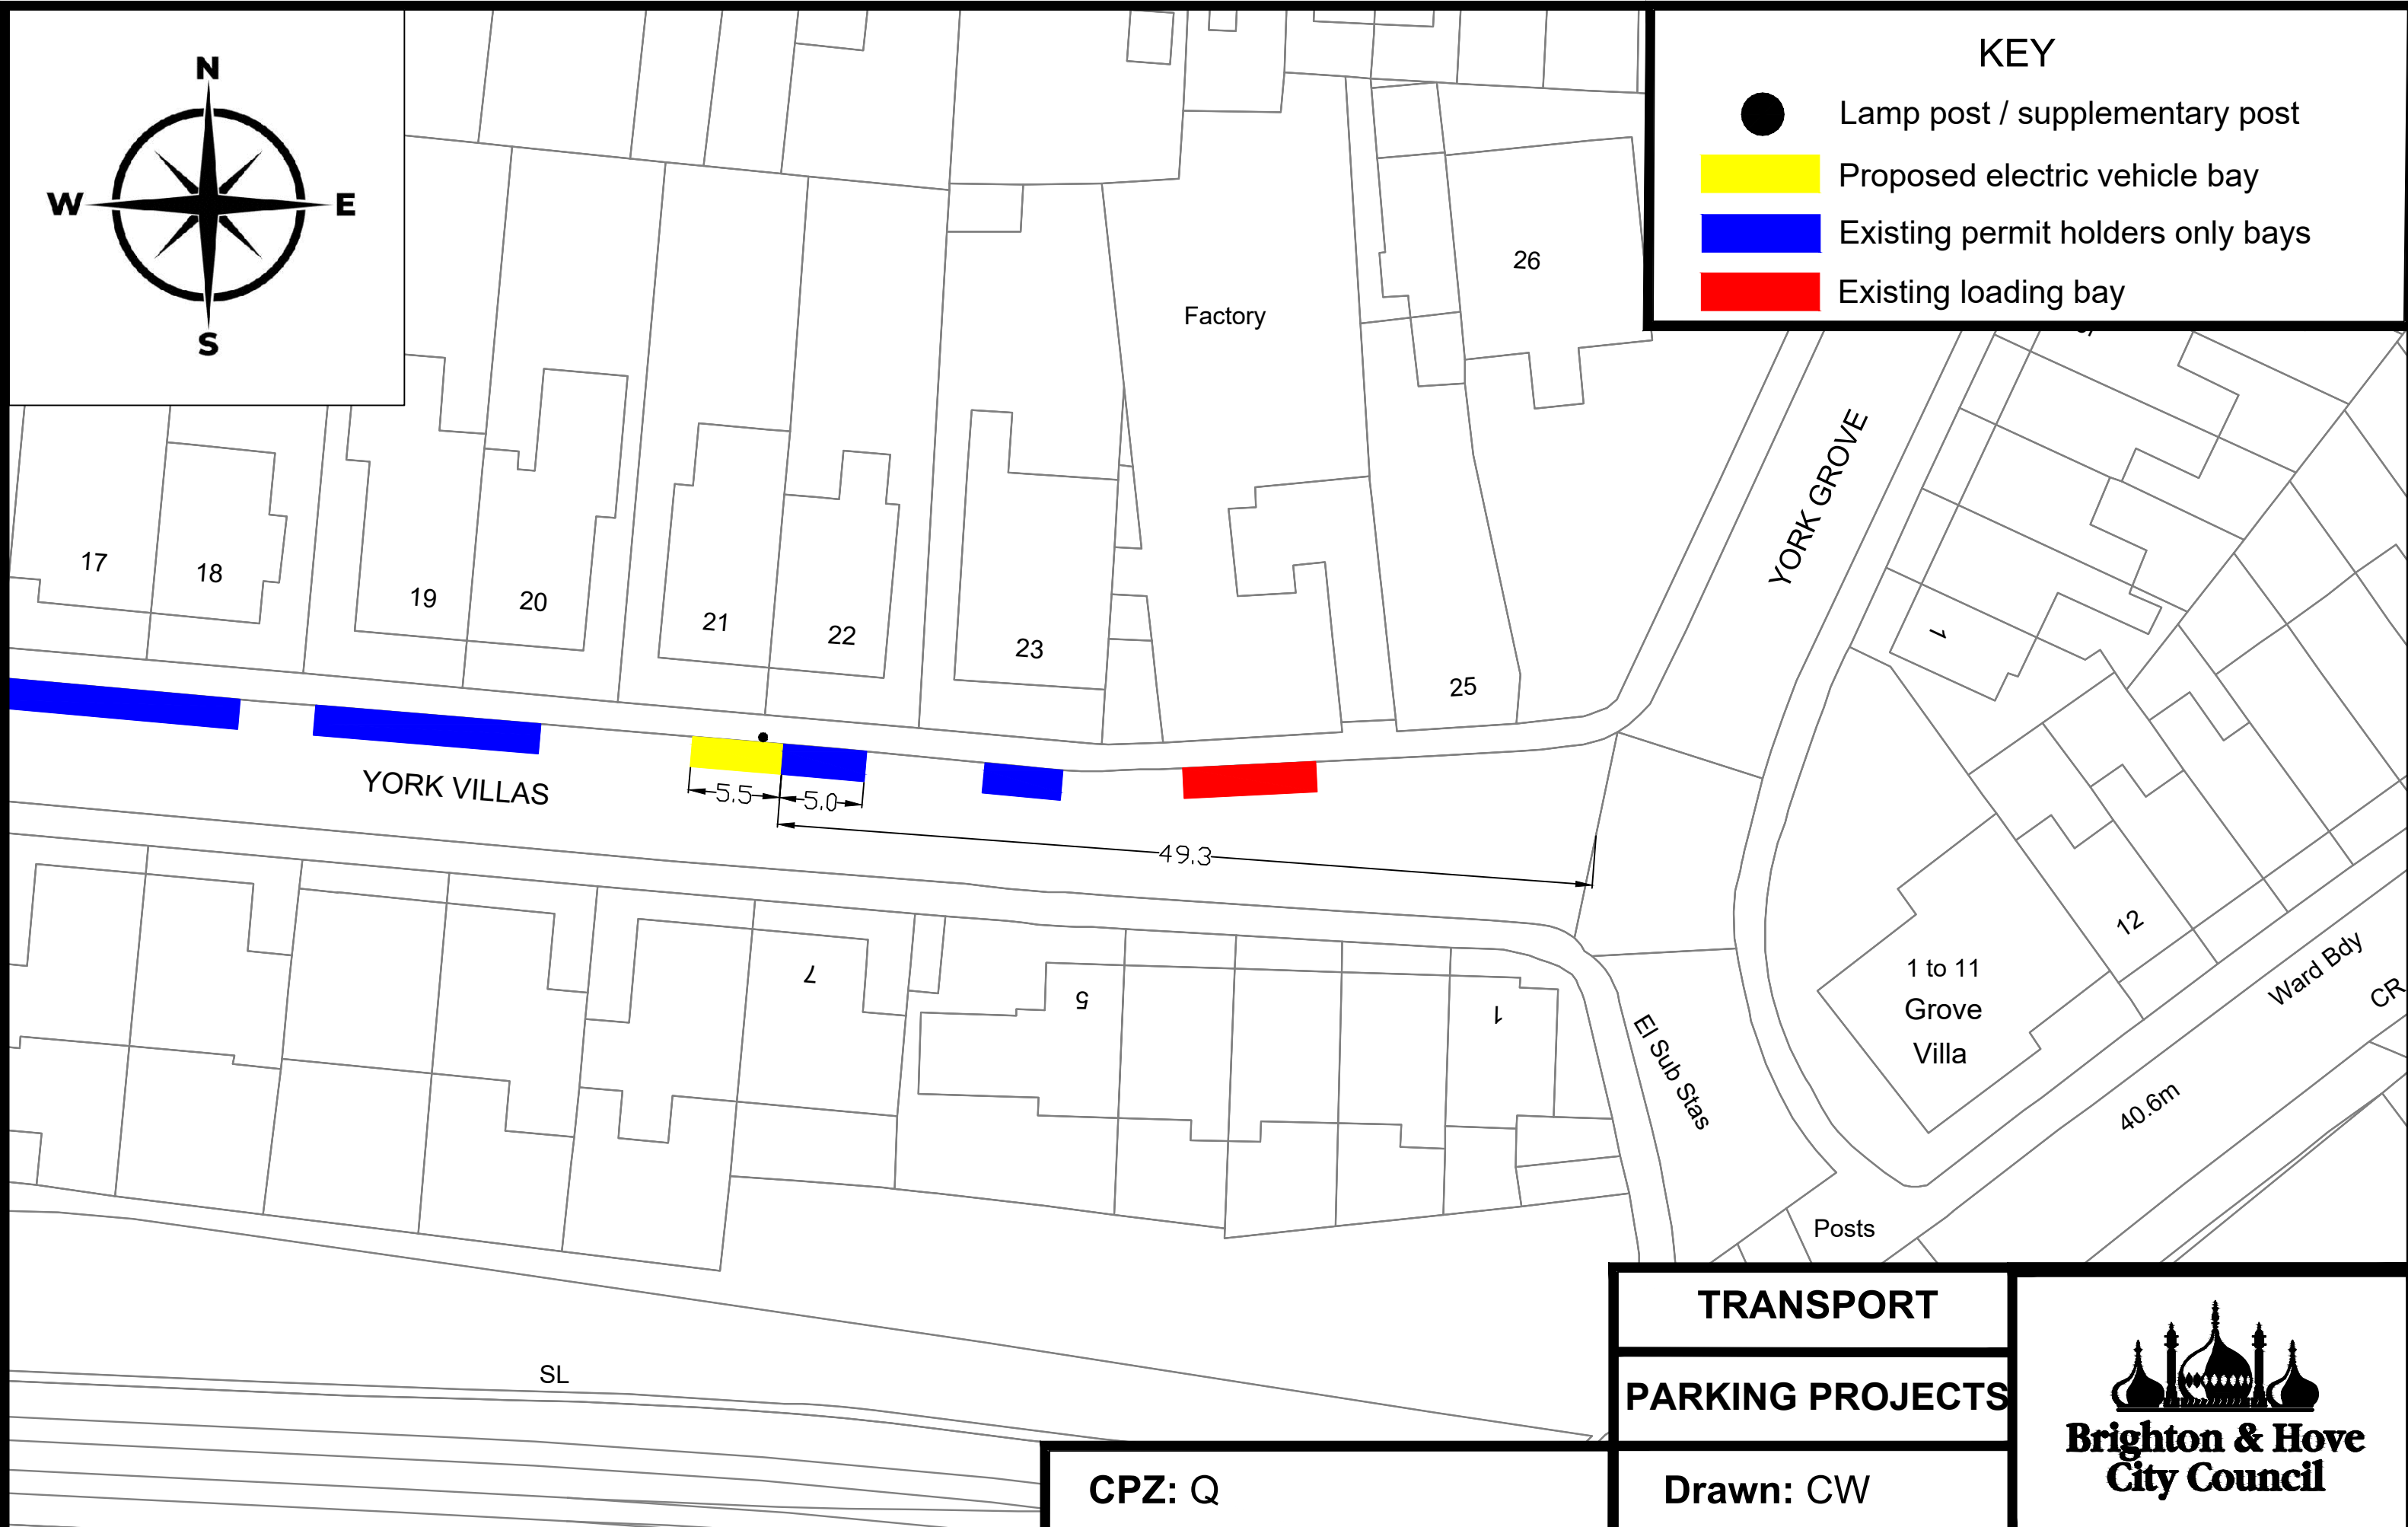 N
W
E
S
KEY
Lamp post / supplementary post
Proposed electric vehicle bay
Existing permit holders only bays
Existing loading bay
26
Factory
YORK GROVE
17
18
19
20
21
22
23
25
1
YORK VILLAS
5.5
5.0
49.3
7
5
1
12
1 to 11
Grove
Villa
Ward Bdy
CR
El Sub Stas
40.6m
Posts
SL
TRANSPORT
PARKING PROJECTS
CPZ: Q
Drawn: CW
Brighton & Hove
City Council